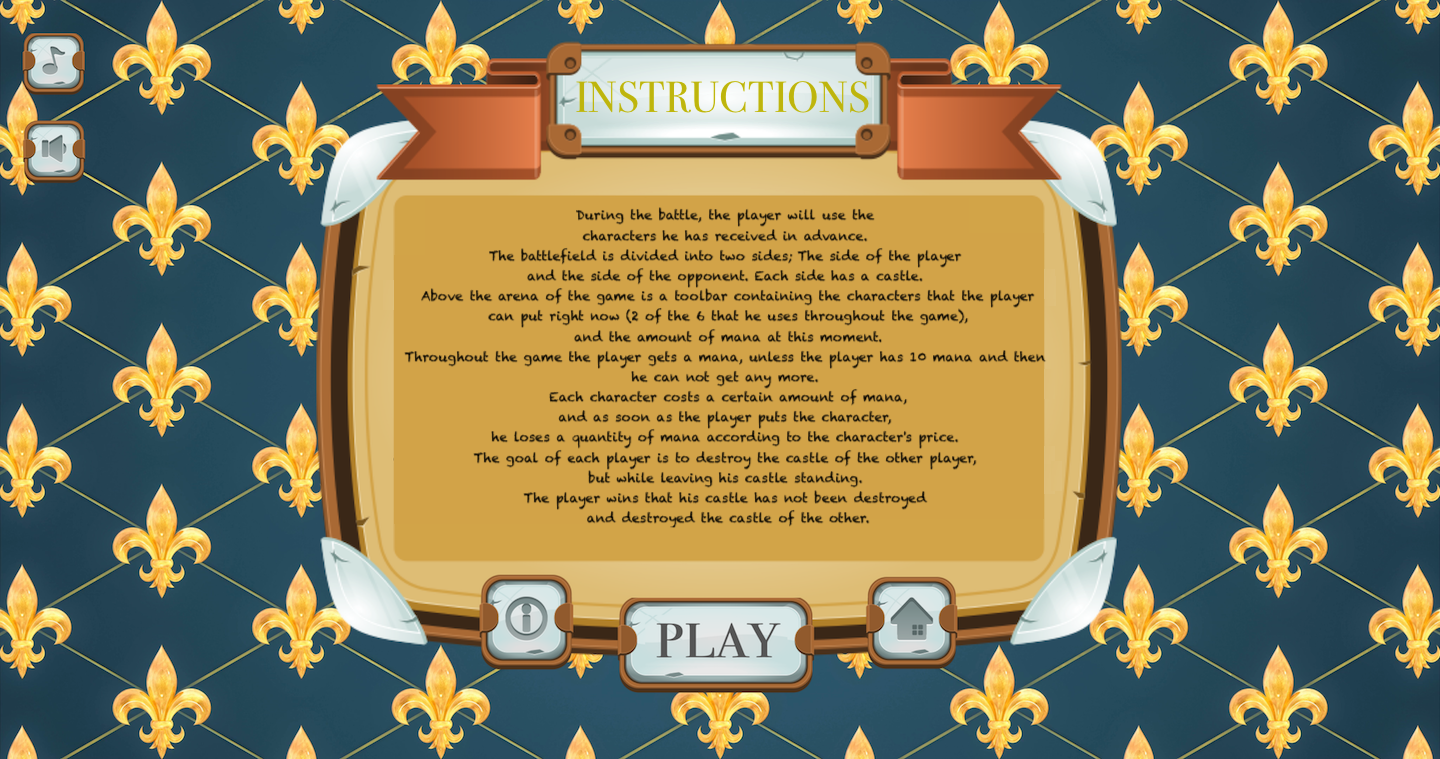 INSTRUCTIONS
During the battle, the player will use the
characters he has received in advance.
The battlefield is divided into two sides; The side of the player
and the side of the opponent. Each side has a castle.
Above the arena of the game is a toolbar containing the characters that the player
can put right now (2 of the 6 that he uses throughout the game),
and the amount of mana at this moment.
Throughout the game the player gets a mana, unless the player has 10 mana and then
he can not get any more.
Each character costs a certain amount of mana,
and as soon as the player puts the character,
he loses a quantity of mana according to the character's price.
The goal of each player is to destroy the castle of the other player,
but while leaving his castle standing.
The player wins that his castle has not been destroyed
and destroyed the castle of the other.
PLAY